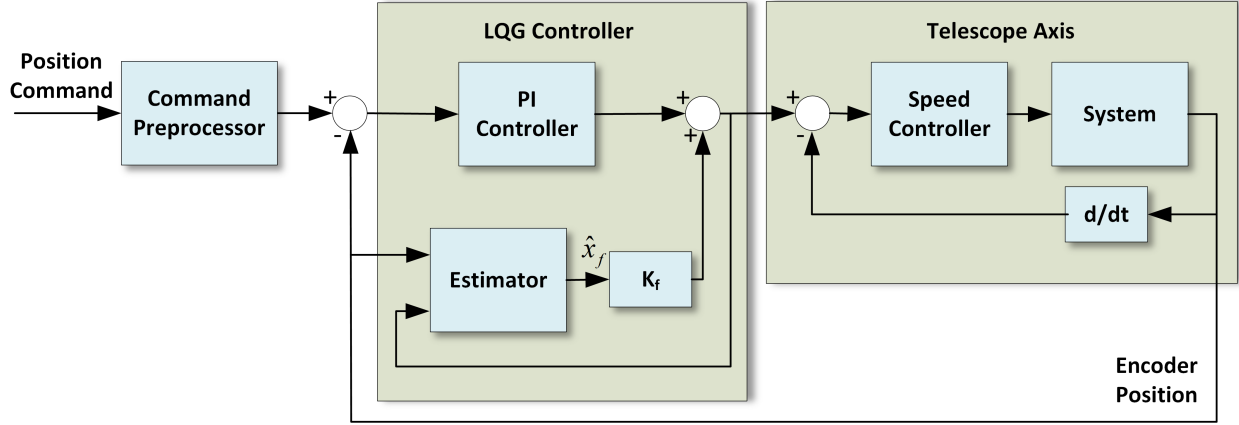 LQG Controller
Telescope Axis
Position
Command
Command
Preprocessor
+
-
PI
Controller
+
+
+
-
Speed
Controller
System
d/dt
Estimator
x̂f
Kf
Encoder
Position